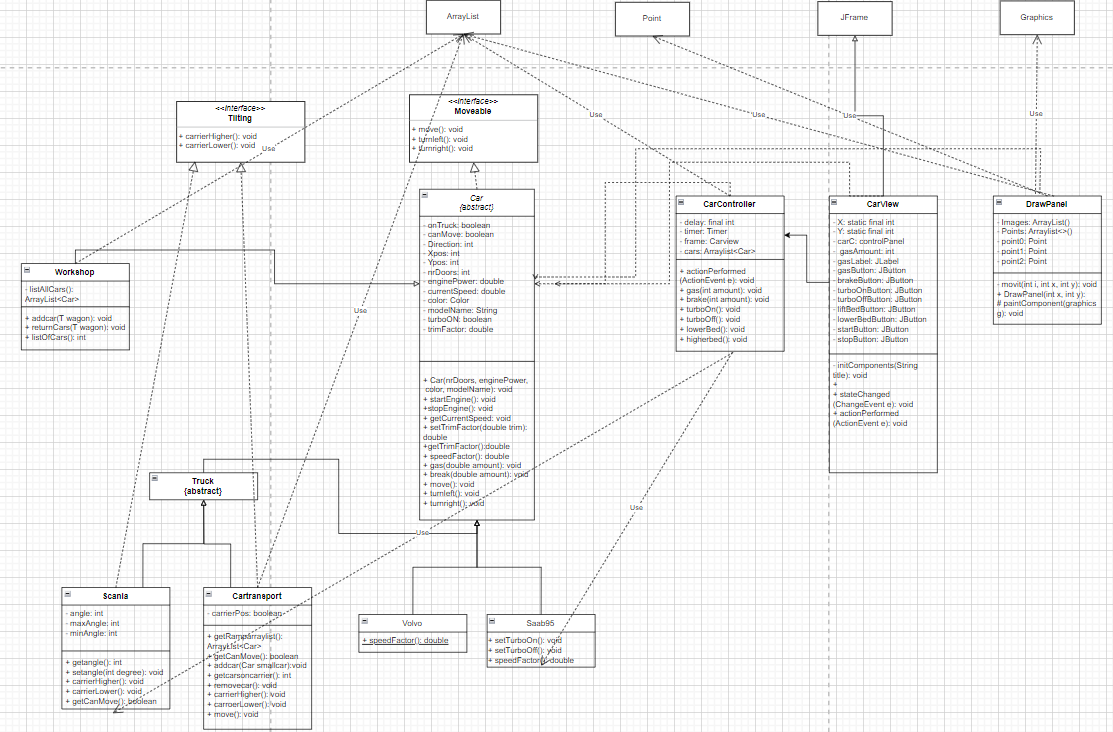 ArrayList
Point
JFrame
Graphics
<<Interface>>
Tilting
+ carrierHigher(): void
+ carrierLower(): void
Use
<<Interface>>
Moveable
+ move(): void
+ turnleft(): void
+ turnright(): void
Use
Use
Use
Use
Workshop
- listAllCars():
ArrayList<Car>
+ addcar(T wagon): void
+ returnCars(T wagon): void
+ listOfCars(): int
Car
{abstract}
- onTruck: boolean
- canMove: boolean
- Direction: int
- Xpos: int
- Ypos: int
- nrDoors: int
- enginePower: double
- currentSpeed: double
- color: Color
- modelName: String
- turboON: boolean
- trimFactor: double
+ Car(nrDoors, enginePower,
color, modelName): void
+ startEngine(): void
+stopEngine(): void
+ getCurrentSpeed: void
+ setTrimFactor(double trim):
double
+getTrimFactor():double
+ speedFactor(): double
+ gas(double amount): void
+ break(double amount): void
+ move(): void
+ turnleft(): void
+ turnright(): void
CarController
- delay: final int
- timer: Timer
- frame: Carview
- cars: Arraylist<Car>
+ actionPerformed
(ActionEvent e): void
+ gas(int amount): void
+ brake(int amount): void
+ turboOn(): void
+ turboOff(): void
+ lowerBed(): void
+ higherbed(): void
CarView
- X: static final int
- Y: static final int
- carC: controlPanel
- gasAmount: int
- gasLabel: JLabel
- gasButton: JButton
- brakeButton: JButton
- turboOnButton: JButton
- turboOffButton: JButton
- liftBedButton: JButton
- lowerBedButton: JButton
- startButton: JButton
- stopButton: JButton
- initComponents(String
title): void
+
+ stateChanged
(ChangeEvent e): void
+ actionPerformed
(ActionEvent e): void
DrawPanel
- Images: ArrayList()
- Points: Arraylist<>()
- point0: Point
- point1: Point
- point2: Point
- movit(int i, int x, int y): void
+ DrawPanel(int x, int y):
# paintComponent(graphics
g): void
Use
Use
Use
Truck
{abstract}
Scania
- angle: int
- maxAngle: int
- minAngle: int
+ getangle(): int
+ setangle(int degree): void
+ carrierHigher(): void
+ carrierLower(): void
+ getCanMove(): boolean
Cartransport
- carrierPos: boolean
+ getRamparraylist():
ArrayList<Car>
+getCanMove(): boolean
+ addcar(Car smallcar):void
+ getcarsoncarrier(): int
+ removecar(): void
+ carrierHigher(): void
+ carroerLower(): void
+ move(): void
Volvo
+ speedFactor(): double
Saab95
+ setTurboOn(): void
+ setTurboOff(): void
+ speedFactor(): double